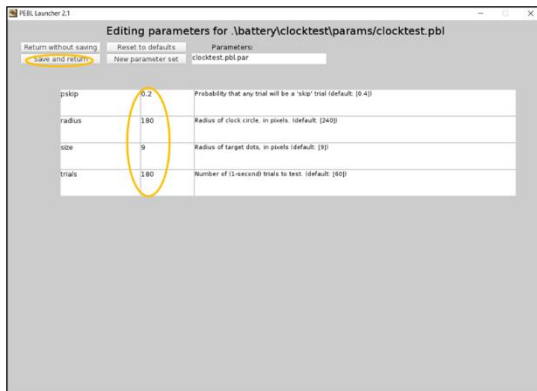 PEBL Launcher 2.1
Editing parameters for .\battery\clocktest\params/clocktest.pbl
Return without saving Reset to defaults Parameters:
Save and return New parameter set clocktest.pbl.par
pskip 0.2 Probability that any trial will be a 'skip' trial (default: [0.4])
radius 180 Radius of clock circle, in pixels. (default: [240])
size 9 Radius of target dots, in pixels (default: [9])
trials 180 Number of (1-second) trials to test. (default: [60])